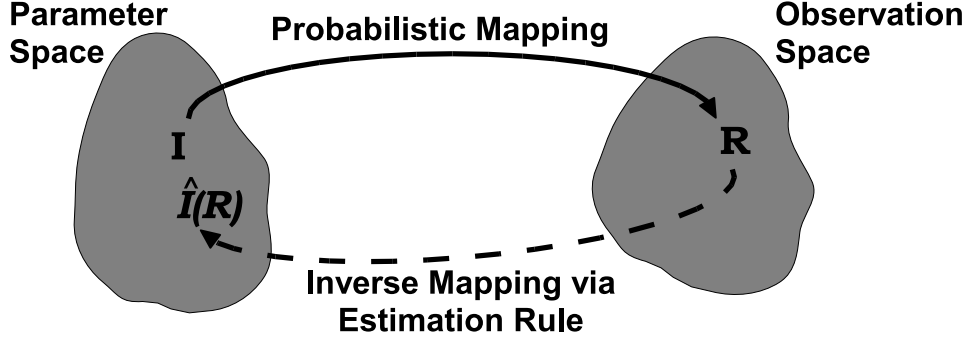 Parameter
Space
Probabilistic Mapping
Observation
Space
I
R
Î(R)
Inverse Mapping via
Estimation Rule